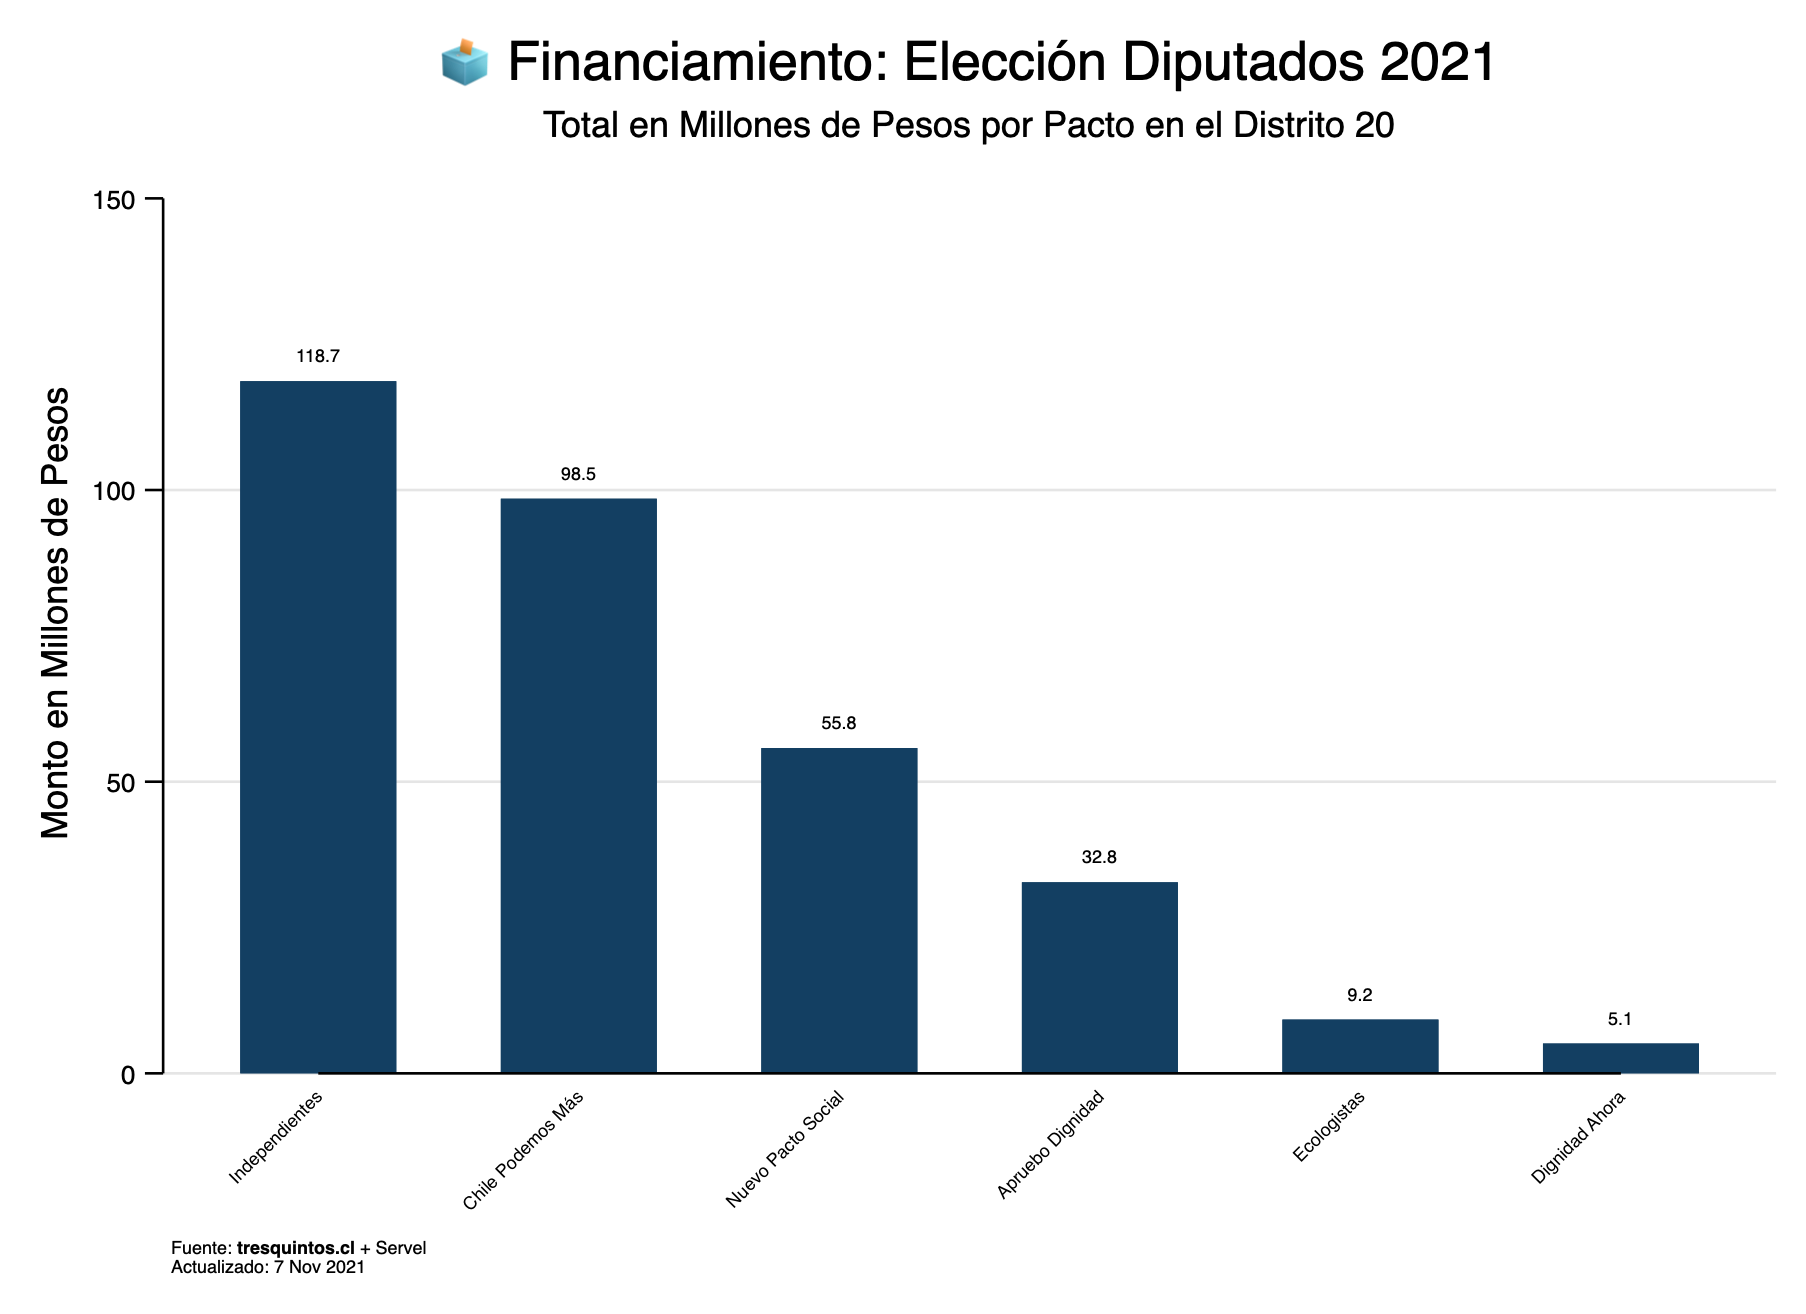 Financiamiento: Elección Diputados 2021
Total en Millones de Pesos por Pacto en el Distrito 20
Monto en Millones de Pesos
150
100
50
0
118.7
98.5
55.8
32.8
9.2
5.1
Independientes
Chile Podemos Más
Nuevo Pacto Social
Apruebo Dignidad
Ecologistas
Dignidad Ahora
Fuente: tresquintos.cl + Servel
Actualizado: 7 Nov 2021